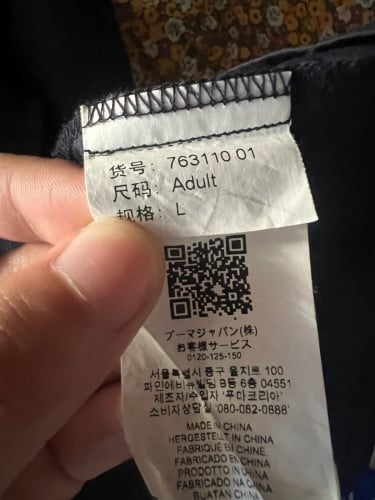 货号: 763110 01
尺码: Adult
规格: L
プーマジャパン(株)
お客様サービス
0120-125-150
서울특별시 중구 을지트 100
파인에비뉴빌딩 B동 6층 04551
제조자/수입자 '푸마코리아'
소비자상담실 '080-082-0888'
MADE IN CHINA
HERGESTELLT IN CHINA
FABRIQUÉ EN CHINE
FABRICADO EN CHINA
PRODOTTO IN CINA
FABRICADO NA CHINA
BUATAN CHINA